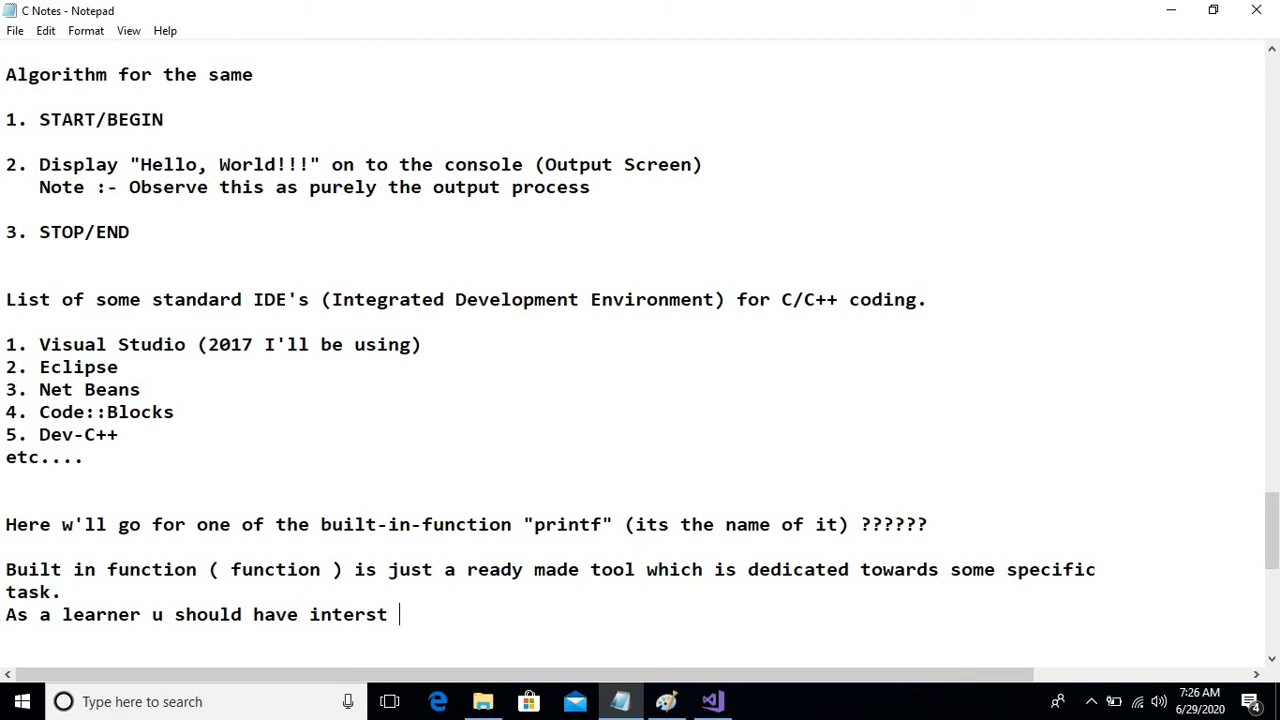 C Notes - Notepad
File Edit Format View Help
Algorithm for the same
1. START/BEGIN
2. Display "Hello, World!!!" on to the console (Output Screen)
Note :- Observe this as purely the output process
3. STOP/END
List of some standard IDE's (Integrated Development Environment) for C/C++ coding.
1. Visual Studio (2017 I'll be using)
2. Eclipse
3. Net Beans
4. Code::Blocks
5. Dev-C++
etc....
Here w'll go for one of the built-in-function "printf" (its the name of it) ??????
Built in function ( function ) is just a ready made tool which is dedicated towards some specific
task.
As a learner u should have interst
Type here to search
7:26 AM
6/29/2020
4